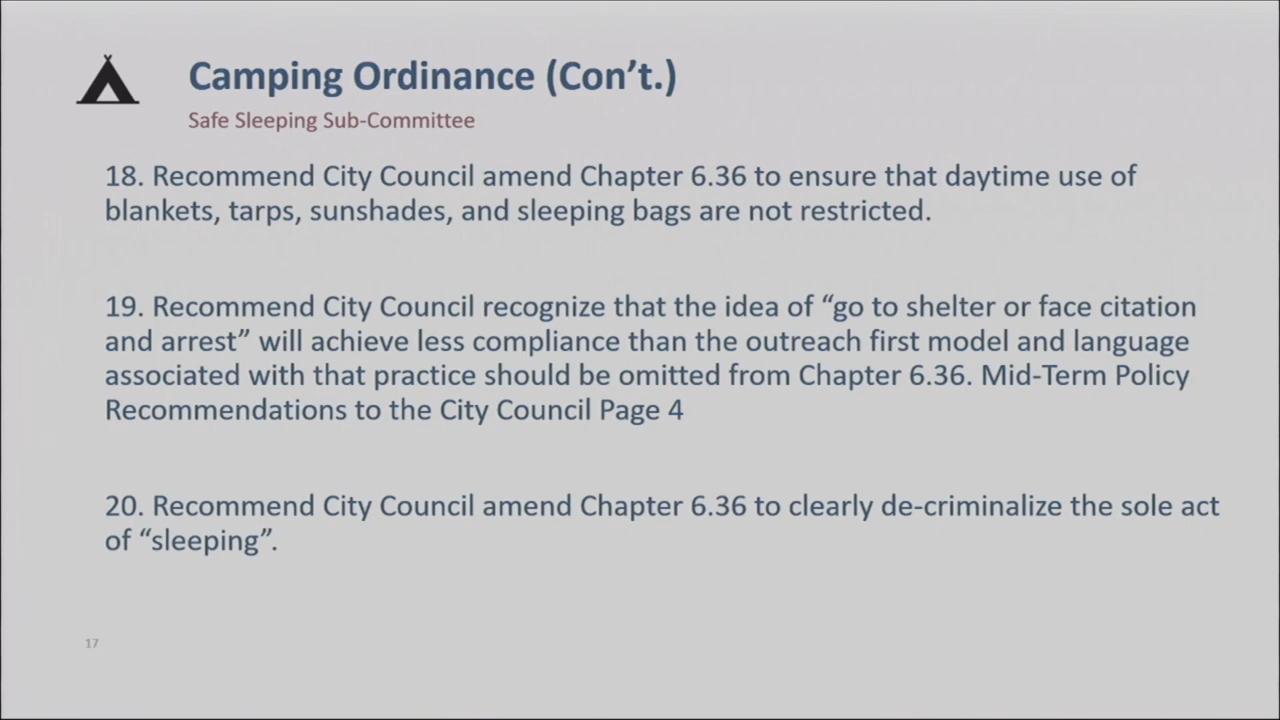 Camping Ordinance (Con’t.)
Safe Sleeping Sub-Committee
18. Recommend City Council amend Chapter 6.36 to ensure that daytime use of
blankets, tarps, sunshades, and sleeping bags are not restricted.
19. Recommend City Council recognize that the idea of “go to shelter or face citation
and arrest” will achieve less compliance than the outreach first model and language
associated with that practice should be omitted from Chapter 6.36. Mid-Term Policy
Recommendations to the City Council Page 4
20. Recommend City Council amend Chapter 6.36 to clearly de-criminalize the sole act
of “sleeping”.
17